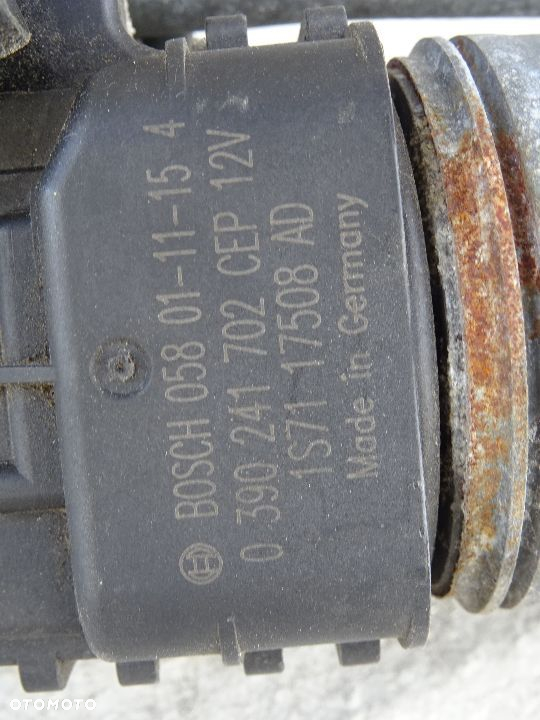 BOSCH 058 01-11-15 4
0 390 241 702 CEP 12V
1S71 17508 AD
Made in Germany
OTOMOTO